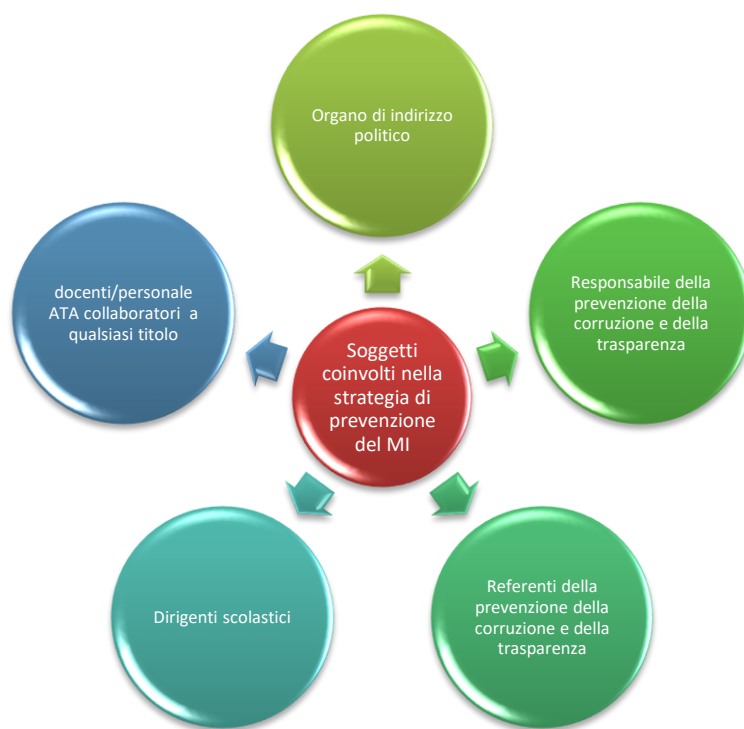 Organo di indirizzo
politico
Responsabile della
prevenzione della
corruzione e della
trasparenza
Referenti della
prevenzione della
corruzione e della
trasparenza
Dirigenti scolastici
docenti/personale
ATA collaboratori a
qualsiasi titolo
Soggetti
coinvolti nella
strategia di
prevenzione
del MI